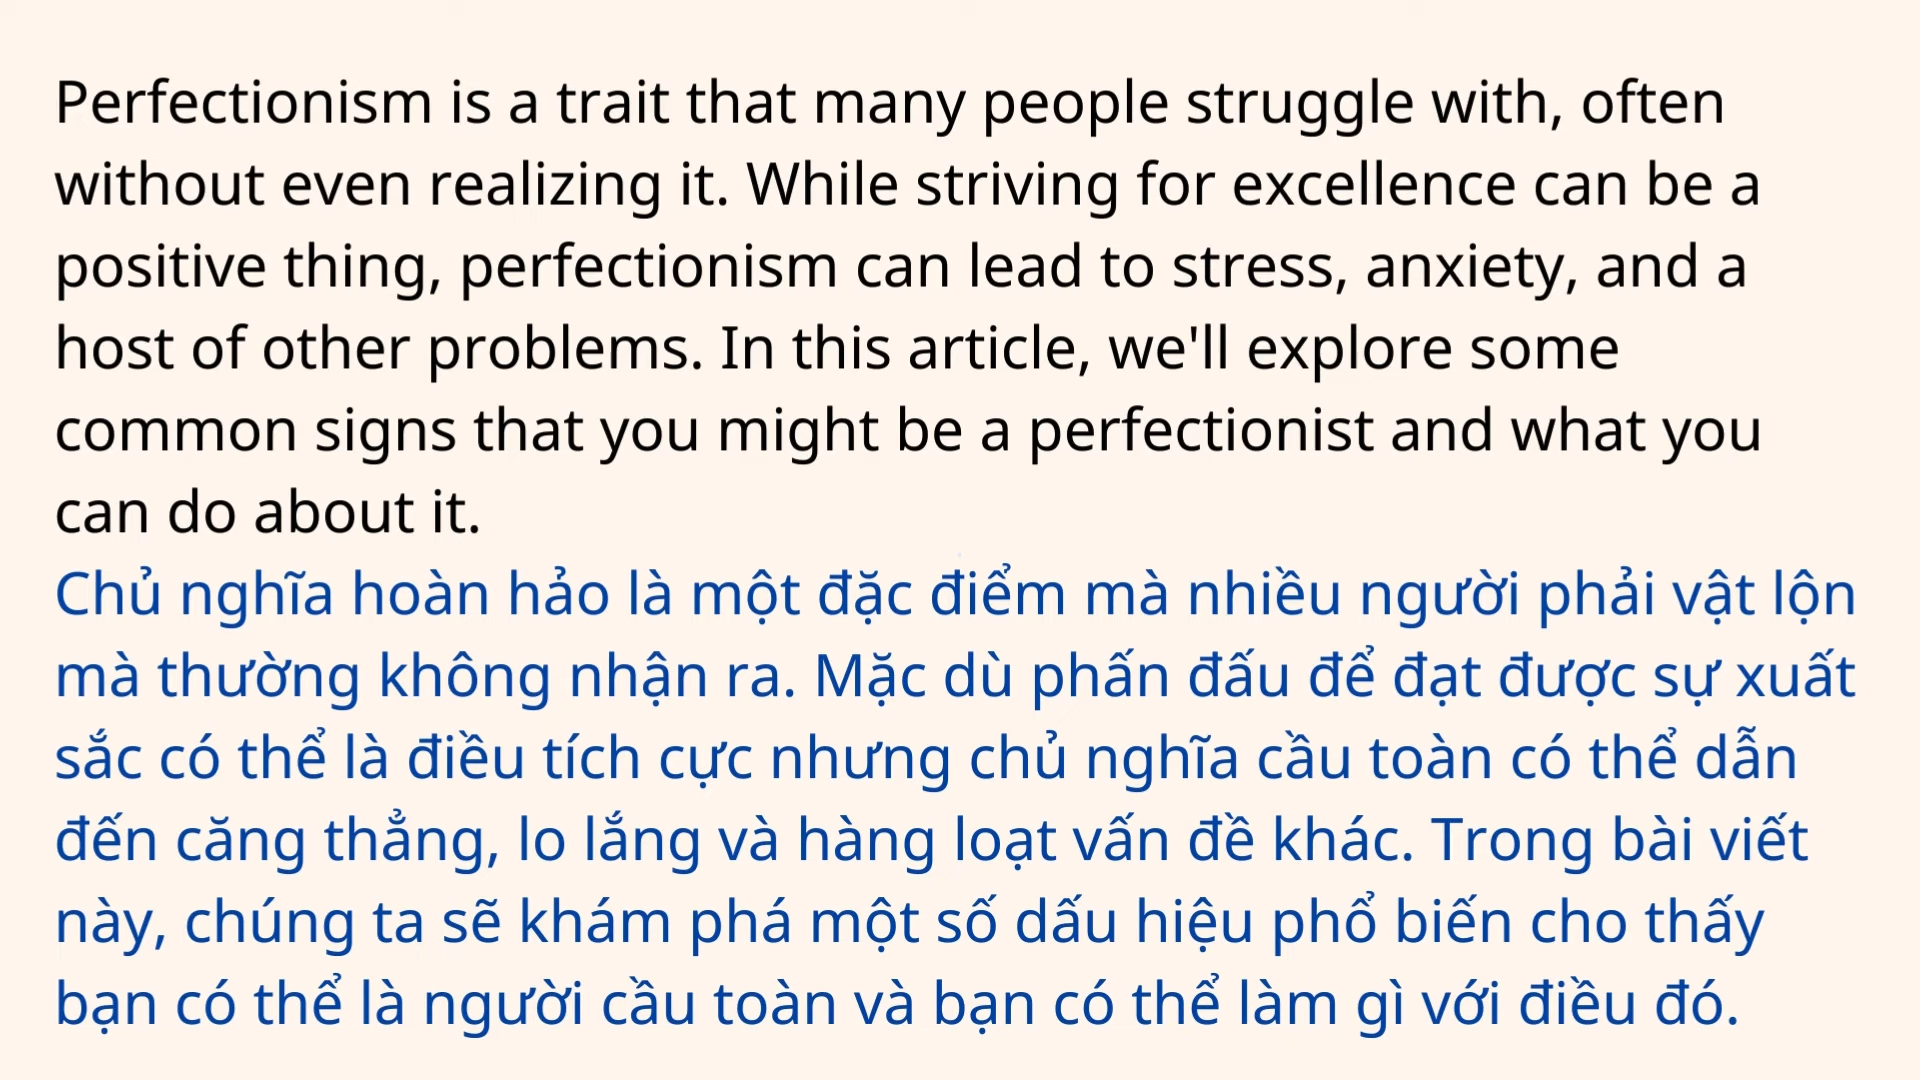 Perfectionism is a trait that many people struggle with, often
without even realizing it. While striving for excellence can be a
positive thing, perfectionism can lead to stress, anxiety, and a
host of other problems. In this article, we'll explore some
common signs that you might be a perfectionist and what you
can do about it.
Chủ nghĩa hoàn hảo là một đặc điểm mà nhiều người phải vật lộn
mà thường không nhận ra. Mặc dù phấn đấu để đạt được sự xuất
sắc có thể là điều tích cực nhưng chủ nghĩa cầu toàn có thể dẫn
đến căng thẳng, lo lắng và hàng loạt vấn đề khác. Trong bài viết
này, chúng ta sẽ khám phá một số dấu hiệu phổ biến cho thấy
bạn có thể là người cầu toàn và bạn có thể làm gì với điều đó.